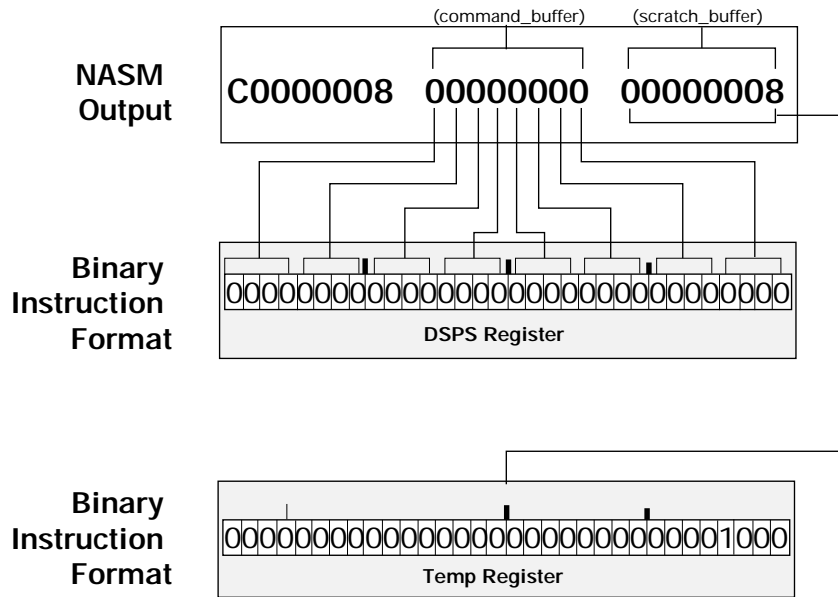 (command_buffer) (scratch_buffer)
NASM
Output
C0000008 00000000 00000008
Binary
Instruction
Format
00000000000000000000000000000000
DSPS Register
Binary
Instruction
Format
00000000000000000000000000001000
Temp Register